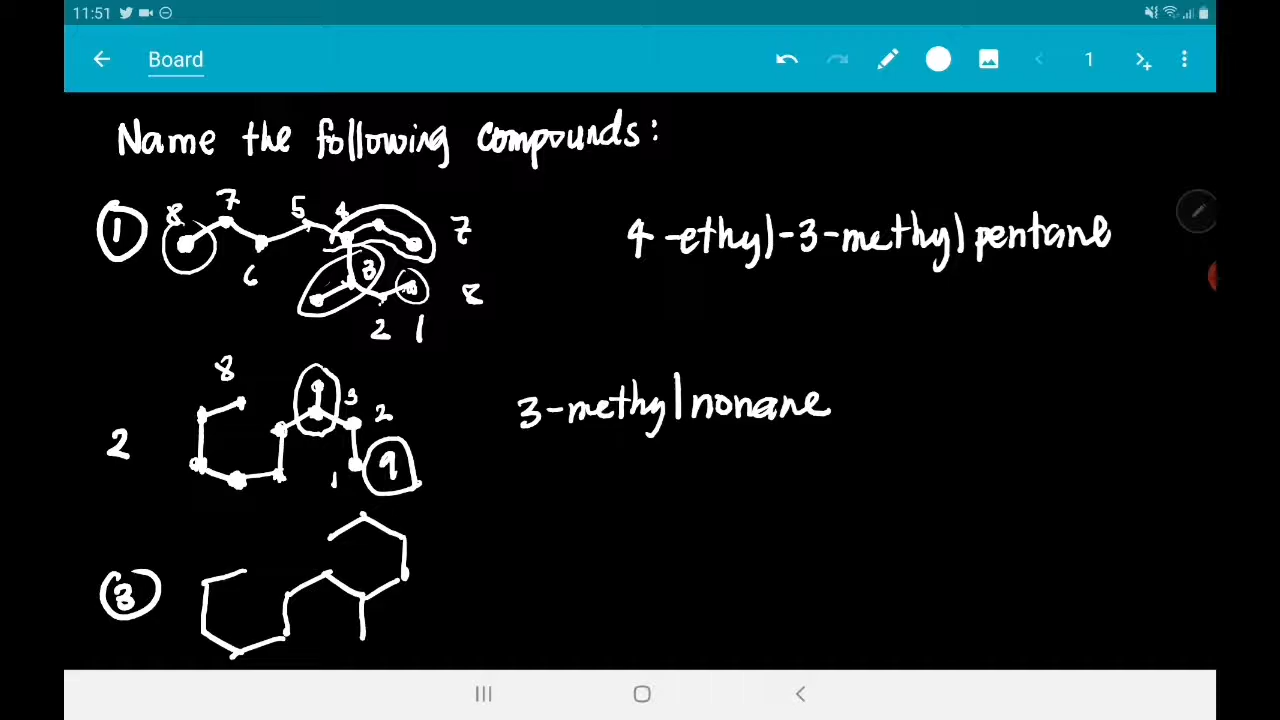 11:51
Board
1
Name the following compounds:
1
8 7 6 5 4 3 2 1
7
8
4-ethyl-3-methylpentane
2
8 3 2 1
9
3-methylnonane
3